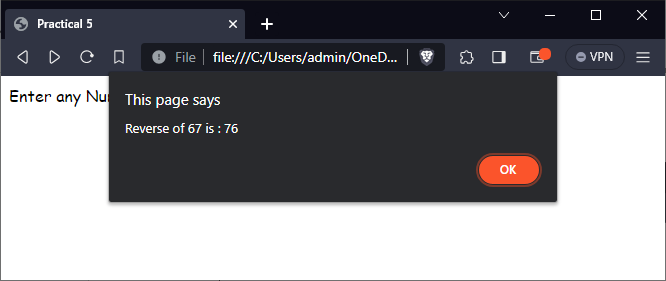 Practical 5
File file:///C:/Users/admin/OneD... VPN
Enter any
This page says
Reverse of 67 is : 76
OK